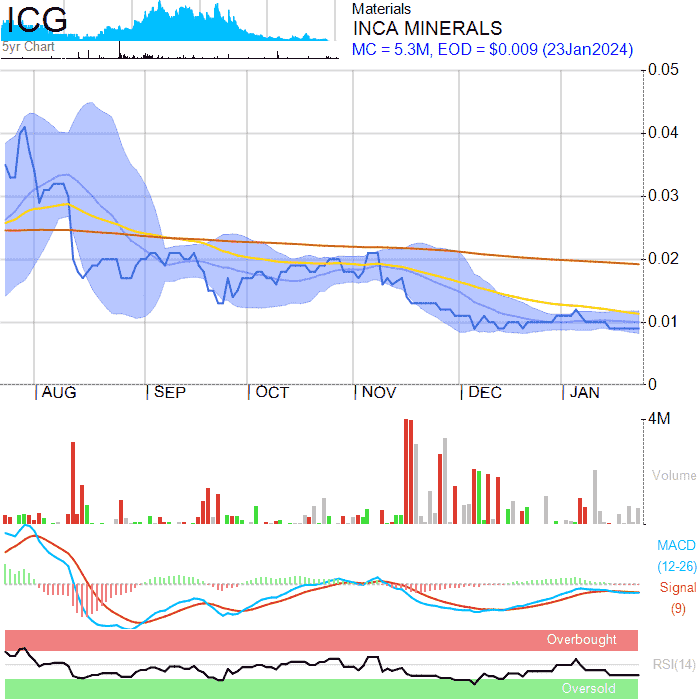 ICG
5yr Chart
Materials
INCA MINERALS
MC = 5.3M, EOD = $0.009 (23Jan2024)
0.05
0.04
0.03
0.02
0.01
0
AUG SEP OCT NOV DEC JAN
4M
Volume
MACD
(12-26)
Signal
(9)
Overbought
RSI(14)
Oversold